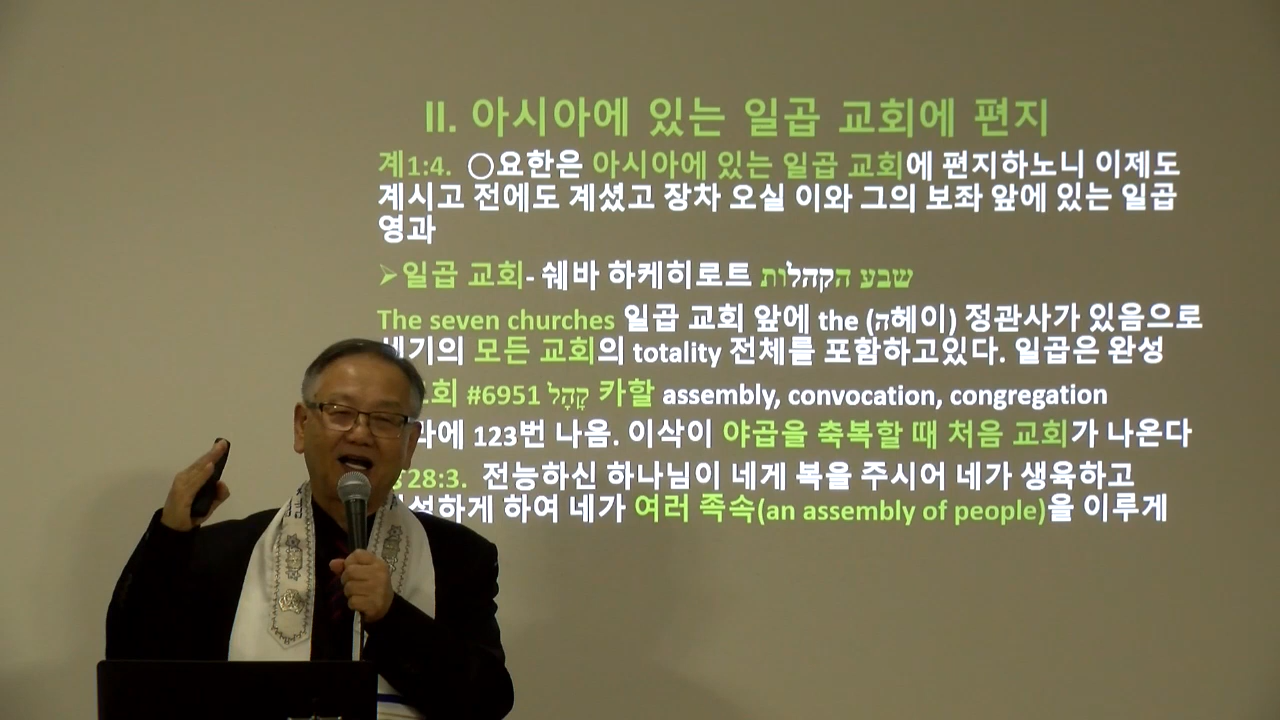 II. 아시아에 있는 일곱 교회에 편지
계1:4. ○요한은 아시아에 있는 일곱 교회에 편지하노니 이제도
계시고 전에도 계셨고 장차 오실 이와 그의 보좌 앞에 있는 일곱
영과
➢일곱 교회- 쉐바 하케히로트 שבע הקהלות
The seven churches 일곱 교회 앞에 the (ה헤이) 정관사가 있음으로
모든 교회의 totality 전체를 포함하고있다. 일곱은 완성
#6951 קָהָל 카할 assembly, convocation, congregation
123번 나옴. 이삭이 야곱을 축복할 때 처음 교회가 나온다
28:3. 전능하신 하나님이 네게 복을 주시어 네가 생육하고
하여 네가 여러 족속(an assembly of people)을 이루게